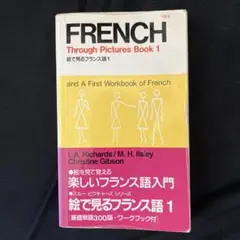 FRENCH
Through Pictures Book 1
絵で見るフランス語1
and A First Workbook of French
I. A. Richards / M. H. Ilsley
Christine Gibson
●絵を見て覚える
楽しいフランス語入門
●スルー ピクチャーズ シリーズ
絵で見るフランス語 1
[基礎単語300語・ワークブック付]